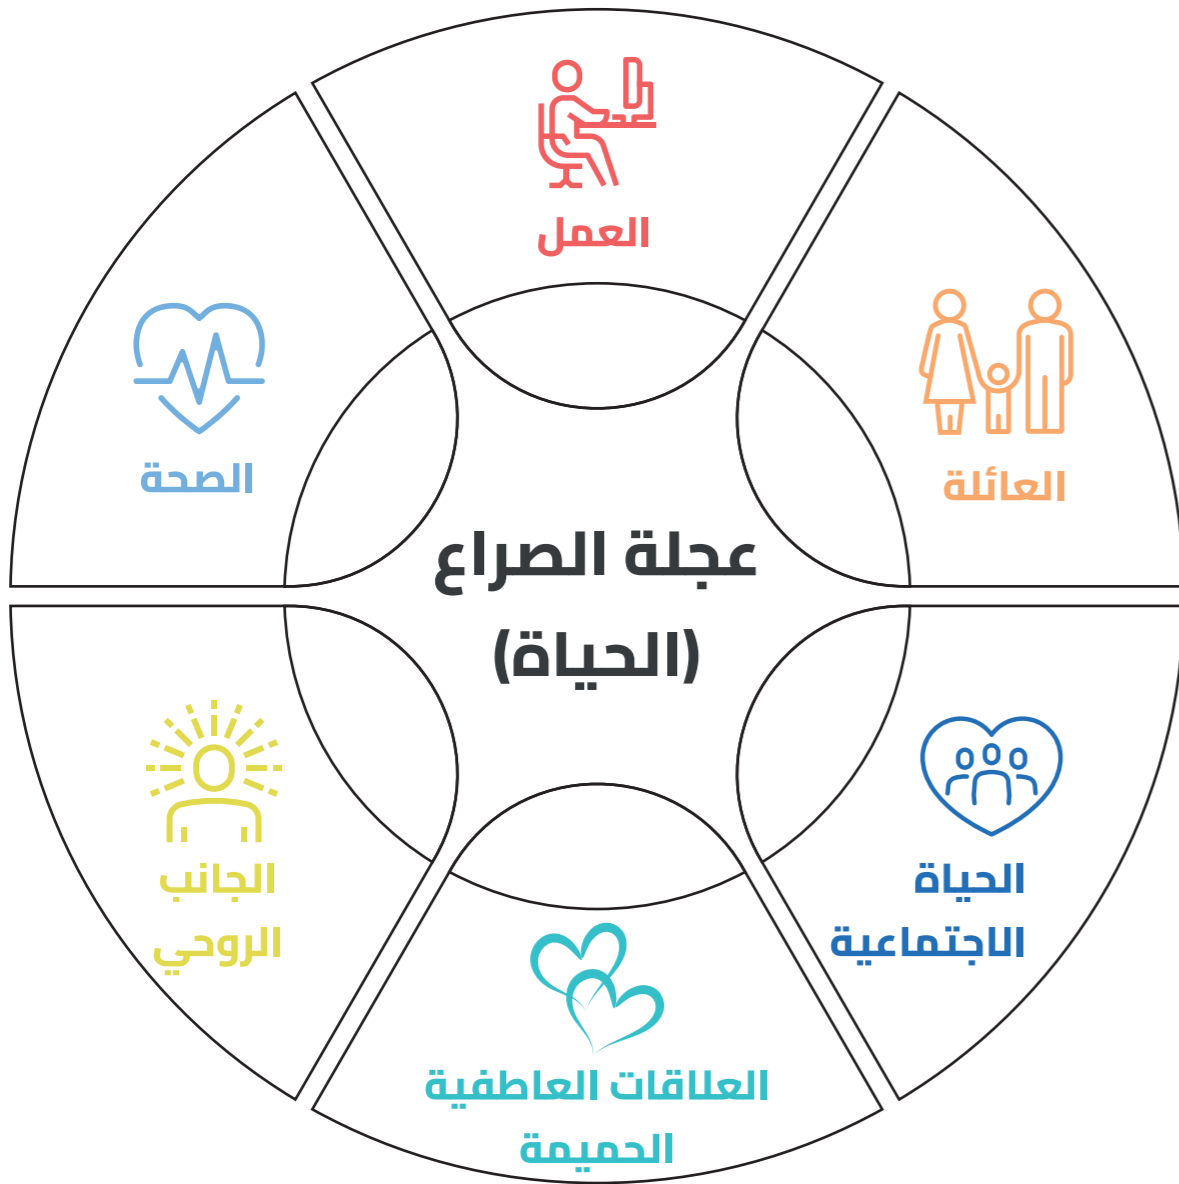 العمل
العائلة
الصحة
عجلة الصراع
(الحياة)
الحياة
الاجتماعية
الجانب
الروحي
العلاقات العاطفية
الحميمة